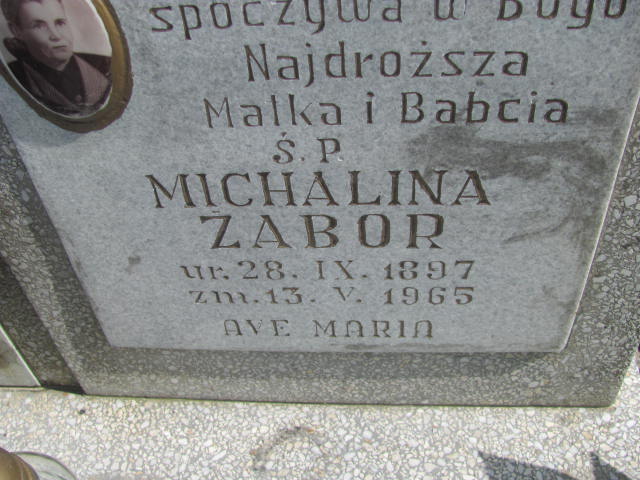 spoczywa w Bogu
Najdroższa
Matka i Babcia
Ś. P.
MICHALINA
ŻABOR
ur. 28. IX. 1897
zm. 13. V. 1965
AVE MARIA